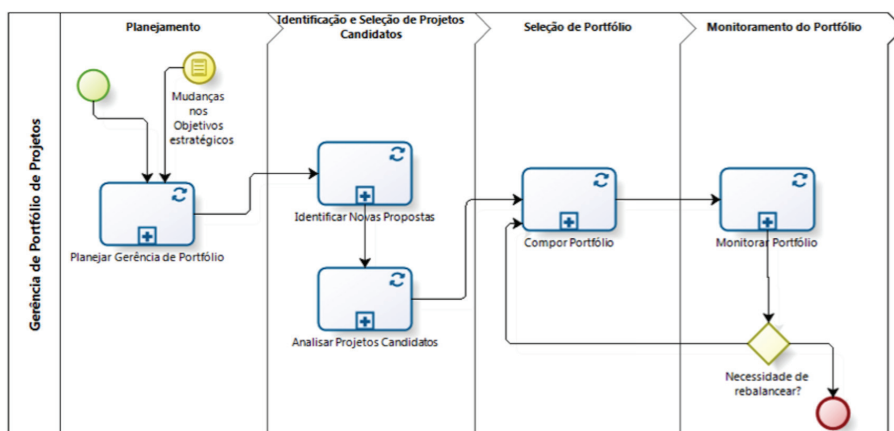 Gerência de Portfólio de Projetos
Planejamento
Identificação e Seleção de Projetos
Candidatos
Seleção de Portfólio
Monitoramento do Portfólio
Mudanças
nos
Objetivos
estratégicos
Planejar Gerência de Portfólio
Identificar Novas Propostas
Analisar Projetos Candidatos
Compor Portfólio
Monitorar Portfólio
Necessidade de
rebalancear?